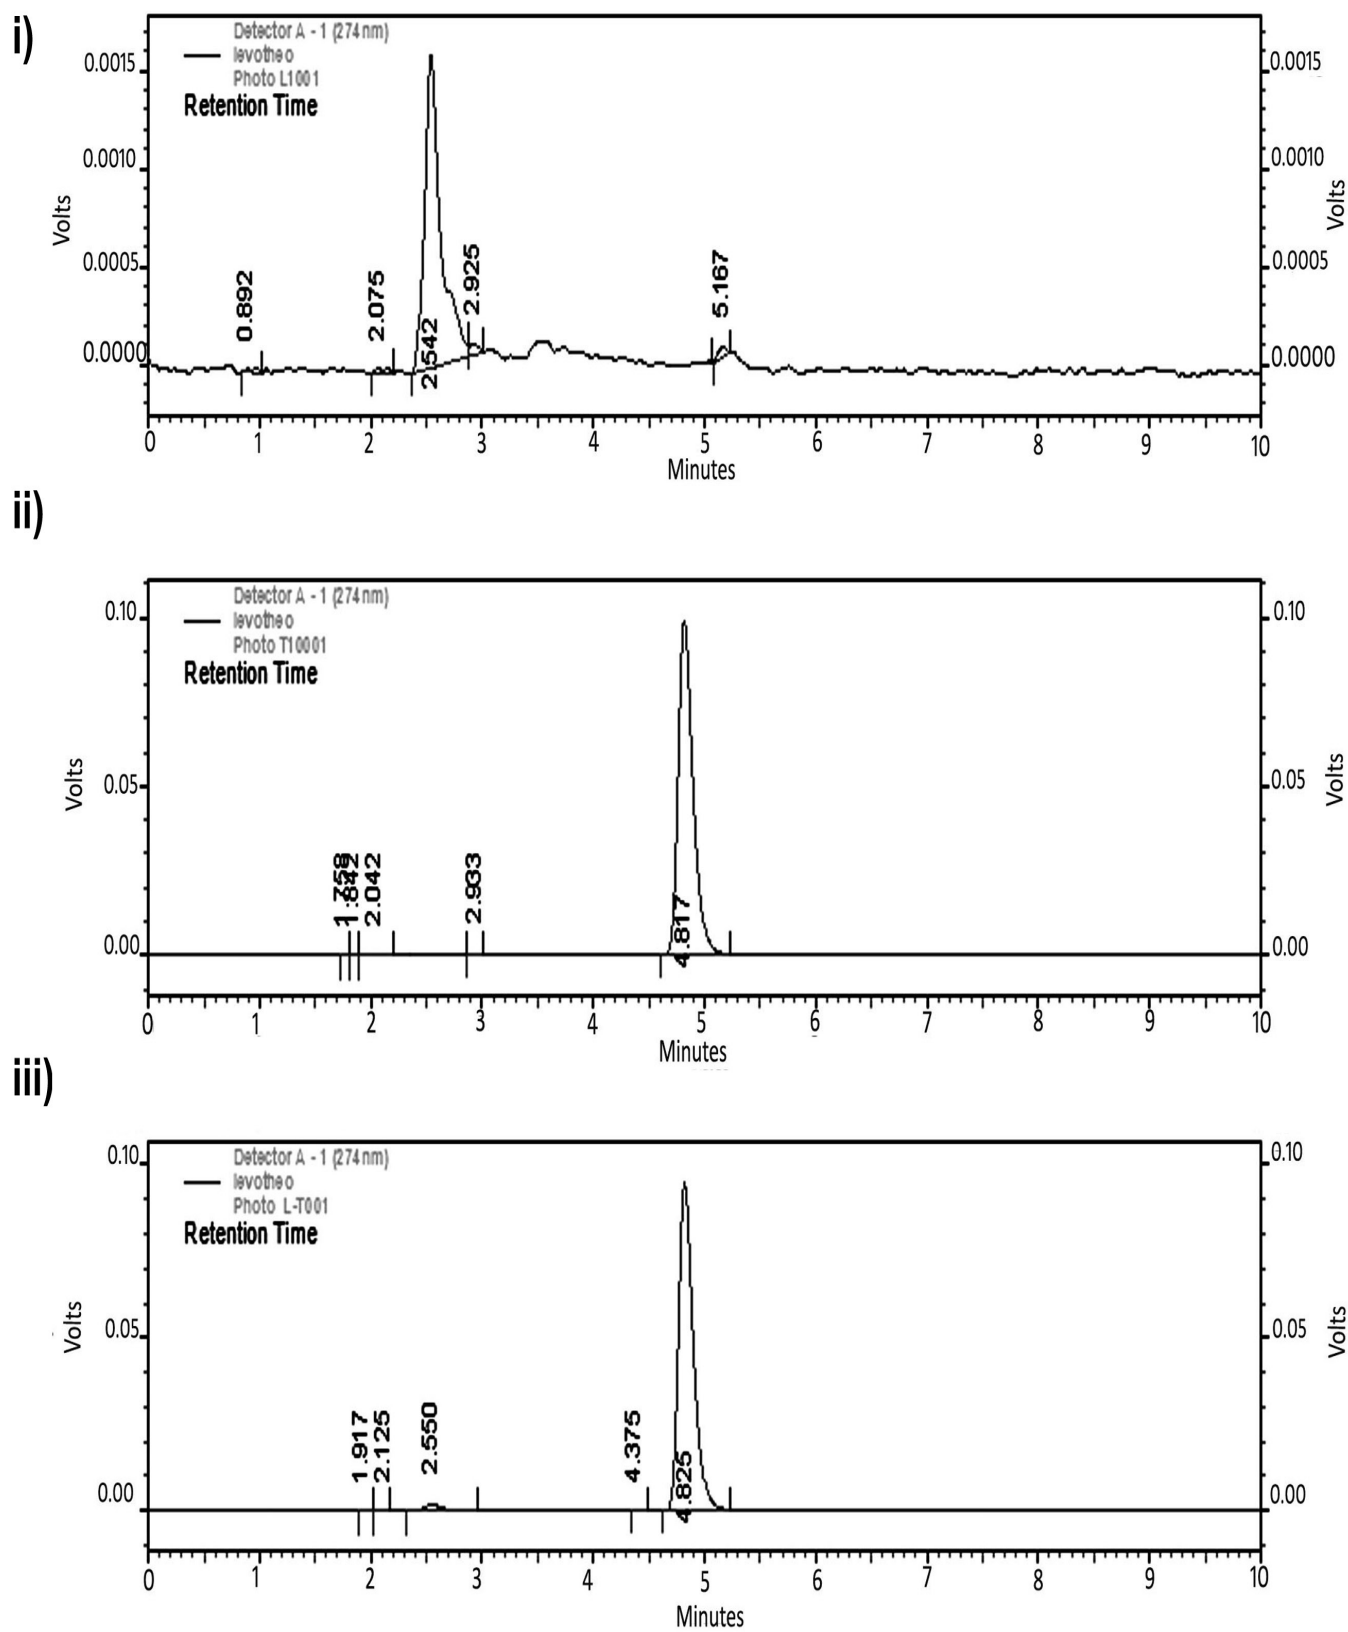 i)
Detector A - 1 (274 nm)
levotheo
Photo L1001
Retention Time
0.0015
0.0010
0.0005
0.0000
Volts
0.892
2.075
2.542
2.925
5.167
0.0015
0.0010
0.0005
0.0000
Volts
0 1 2 3 4 5 6 7 8 9 10
Minutes
ii)
Detector A - 1 (274 nm)
levotheo
Photo T10001
Retention Time
0.10
0.05
0.00
Volts
1.758
1.842
2.042
2.933
4.817
0.10
0.05
0.00
Volts
0 1 2 3 4 5 6 7 8 9 10
Minutes
iii)
Detector A - 1 (274 nm)
levotheo
Photo L-T001
Retention Time
0.10
0.05
0.00
Volts
1.917
2.125
2.550
4.375
4.825
0.10
0.05
0.00
Volts
0 1 2 3 4 5 6 7 8 9 10
Minutes